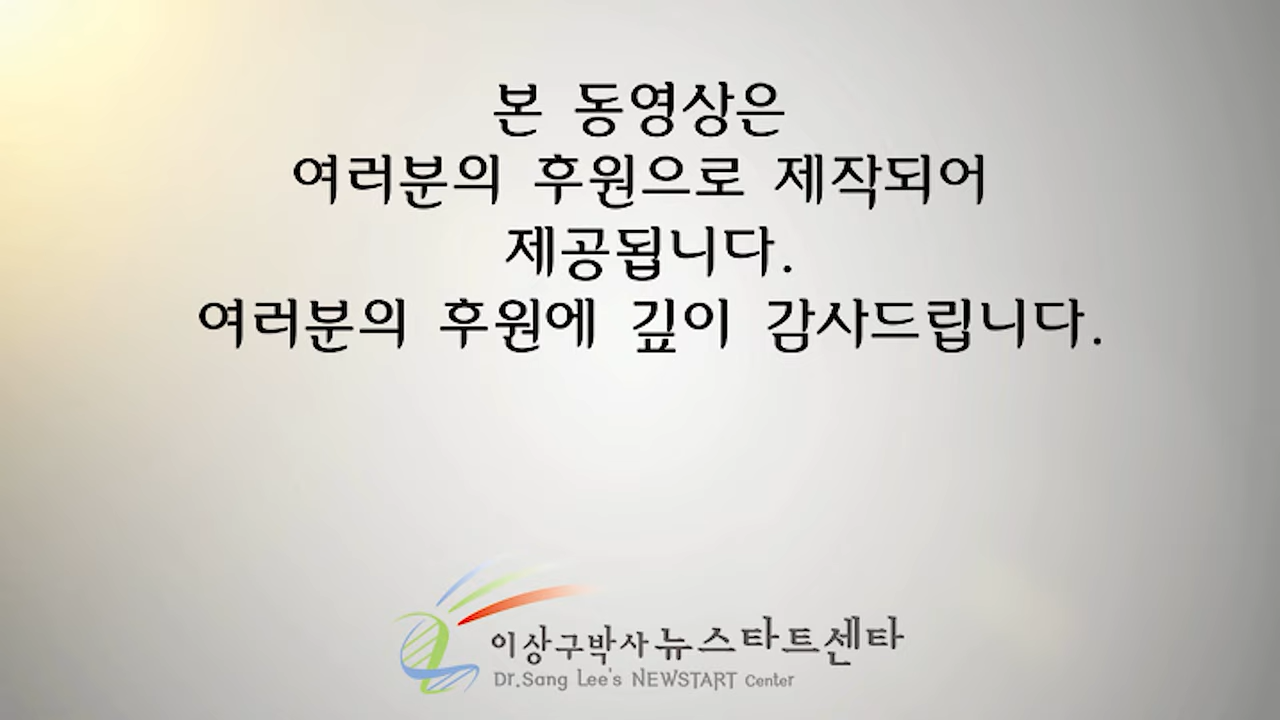 본 동영상은
여러분의 후원으로 제작되어
제공됩니다.
여러분의 후원에 깊이 감사드립니다.
이상구박사 뉴스타트센타
Dr.Sang Lee's NEWSTART Center